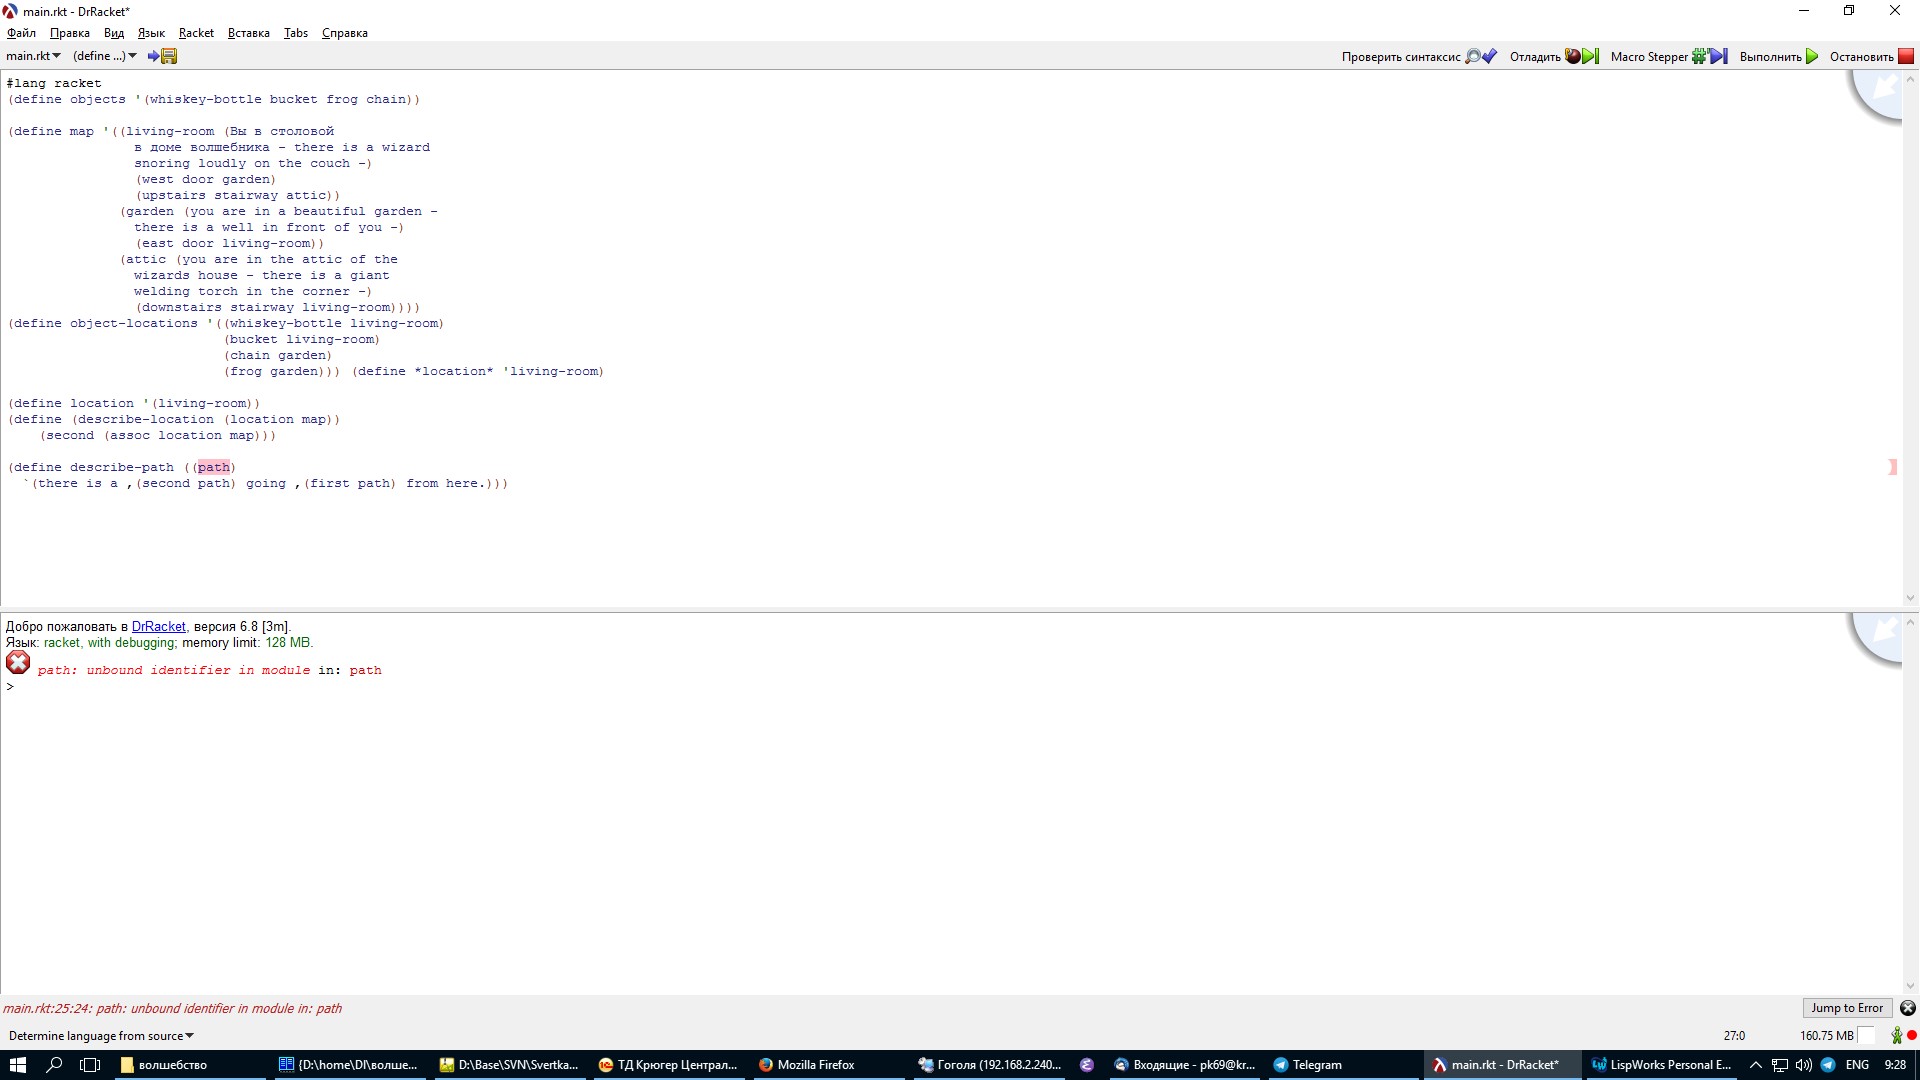 main.rkt - DrRacket*
Файл Правка Вид Язык Racket Вставка Tabs Справка
main.rkt (define ...) Проверить синтаксис Отладить Macro Stepper Выполнить Остановить
#lang racket
(define objects '(whiskey-bottle bucket frog chain))
(define map '((living-room (Вы в столовой
в доме волшебника - there is a wizard
snoring loudly on the couch -)
(west door garden)
(upstairs stairway attic))
(garden (you are in a beautiful garden -
there is a well in front of you -)
(east door living-room))
(attic (you are in the attic of the
wizards house - there is a giant
welding torch in the corner -)
(downstairs stairway living-room))))
(define object-locations '((whiskey-bottle living-room)
(bucket living-room)
(chain garden)
(frog garden))) (define *location* 'living-room)
(define location '(living-room))
(define (describe-location (location map))
(second (assoc location map)))
(define describe-path ((path)
`(there is a ,(second path) going ,(first path) from here.)))
Добро пожаловать в DrRacket, версия 6.8 [3m].
Язык: racket, with debugging; memory limit: 128 MB.
path: unbound identifier in module in: path
>
main.rkt:25:24: path: unbound identifier in module in: path
Jump to Error
Determine language from source 27:0 160.75 MB
волшебство {D:\home\DI\волше... D:\Base\SVN\Svertka... ТД Крюгер Централ... Mozilla Firefox Гоголя (192.168.2.240... Входящие - pk69@kr... Telegram main.rkt - DrRacket* LispWorks Personal E... ENG 9:28